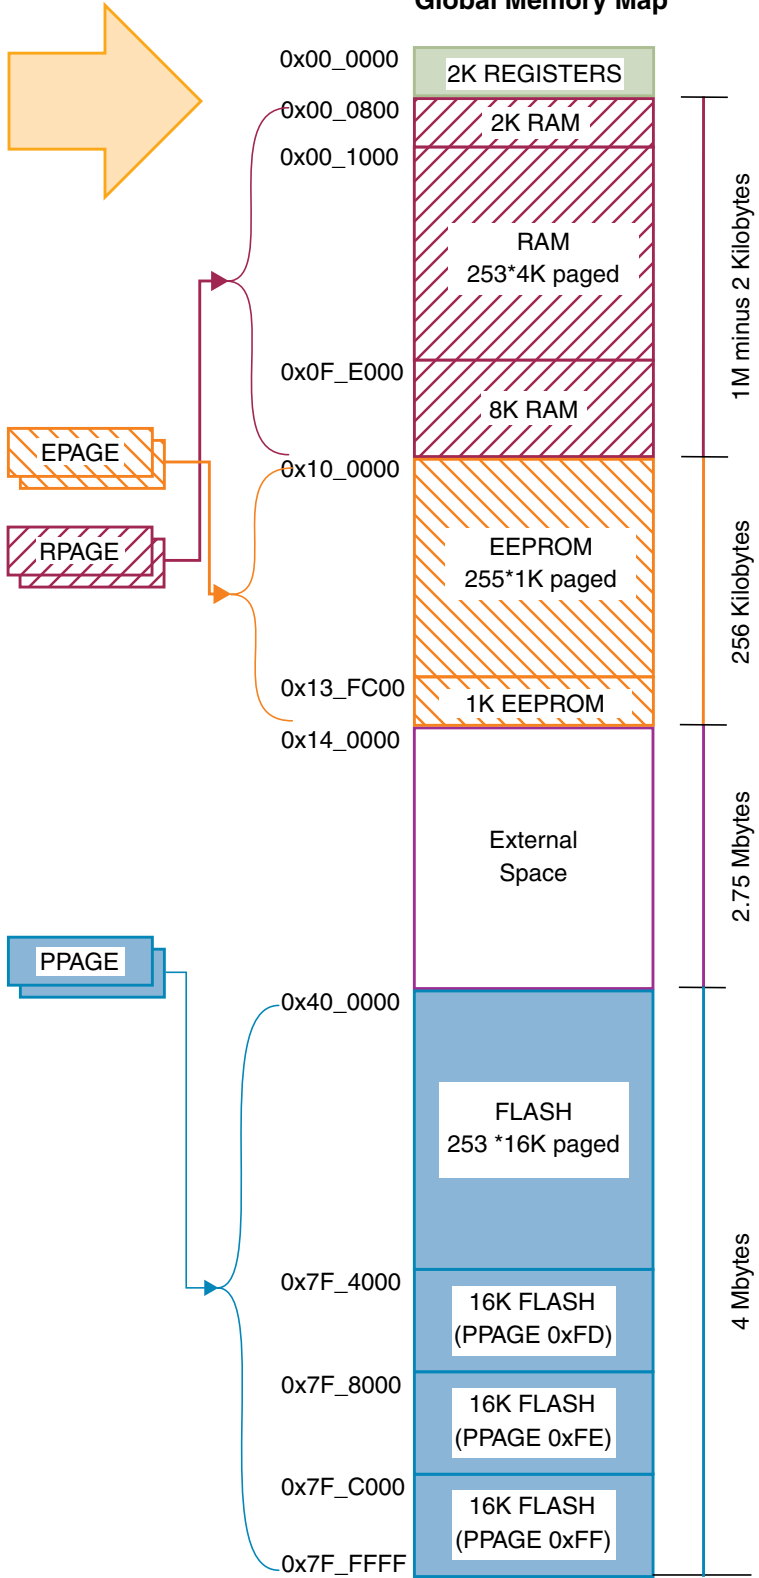 Global Memory Map
0x00_0000
2K REGISTERS
0x00_0800
2K RAM
0x00_1000
RAM
253*4K paged
1M minus 2 Kilobytes
0x0F_E000
8K RAM
EPAGE
0x10_0000
RPAGE
EEPROM
255*1K paged
256 Kilobytes
0x13_FC00
1K EEPROM
0x14_0000
External
Space
2.75 Mbytes
PPAGE
0x40_0000
FLASH
253 *16K paged
0x7F_4000
16K FLASH
(PPAGE 0xFD)
4 Mbytes
0x7F_8000
16K FLASH
(PPAGE 0xFE)
0x7F_C000
16K FLASH
(PPAGE 0xFF)
0x7F_FFFF